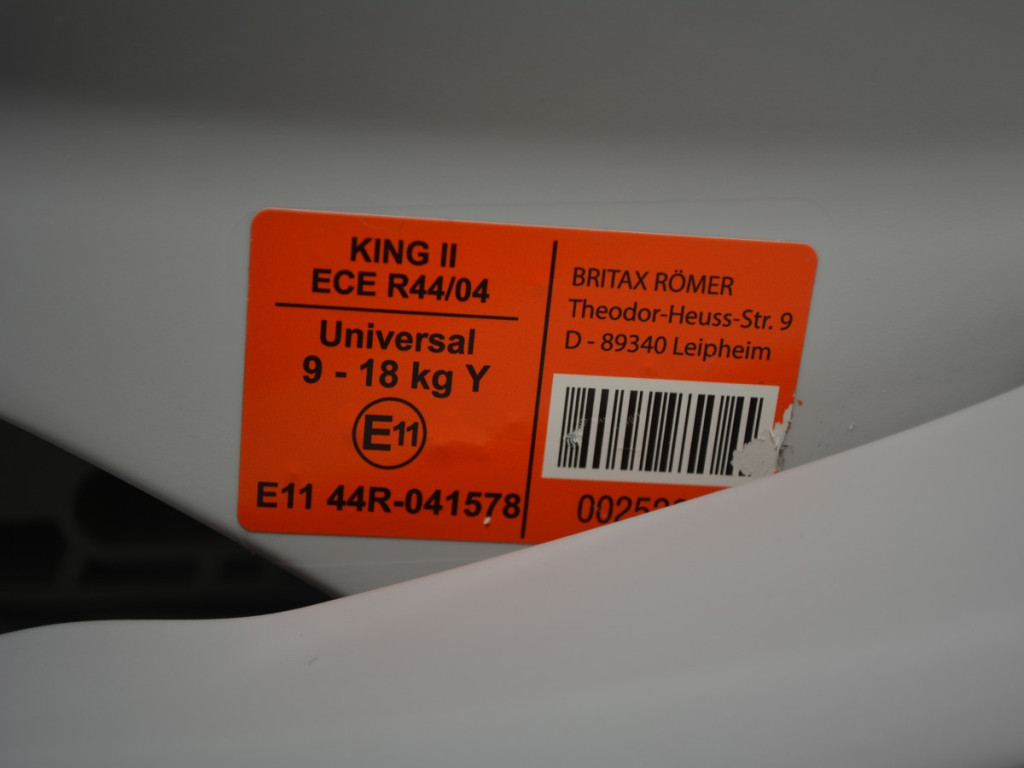 KING II
ECE R44/04
Universal
9 - 18 kg Y
E11
E11 44R-041578
BRITAX RÖMER
Theodor-Heuss-Str. 9
D - 89340 Leipheim